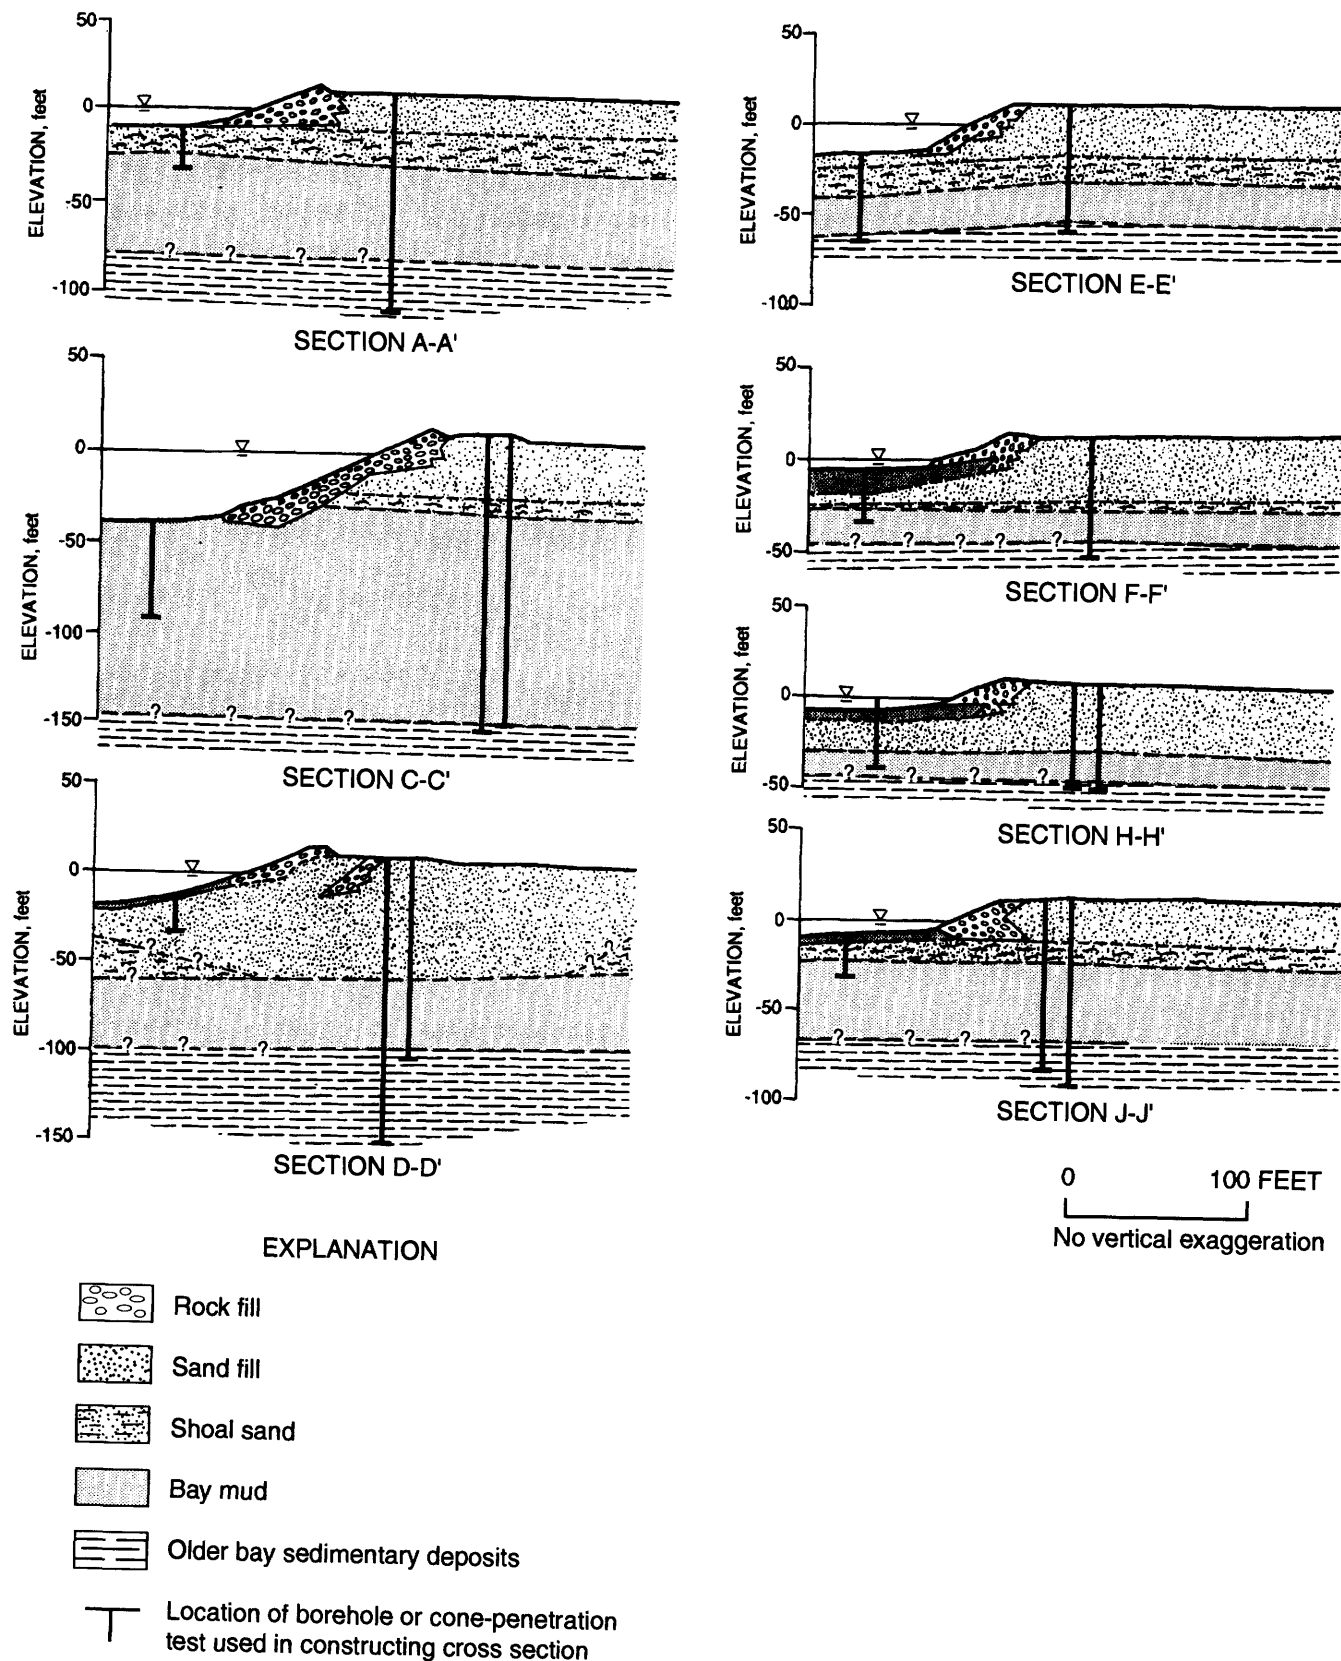 50
0
-50
-100
ELEVATION, feet
? ? ? ?
SECTION A-A'
50
0
-50
-100
-150
ELEVATION, feet
? ? ? ?
SECTION C-C'
50
0
-50
-100
-150
ELEVATION, feet
? ? ? ? ?
? ? ? ?
SECTION D-D'
50
0
-50
-100
ELEVATION, feet
SECTION E-E'
50
0
-50
ELEVATION, feet
? ? ? ? ?
SECTION F-F'
50
0
-50
ELEVATION, feet
? ? ? ?
SECTION H-H'
50
0
-50
-100
ELEVATION, feet
? ? ? ?
SECTION J-J'
0 100 FEET
No vertical exaggeration
EXPLANATION
Rock fill
Sand fill
Shoal sand
Bay mud
Older bay sedimentary deposits
Location of borehole or cone-penetration
test used in constructing cross section